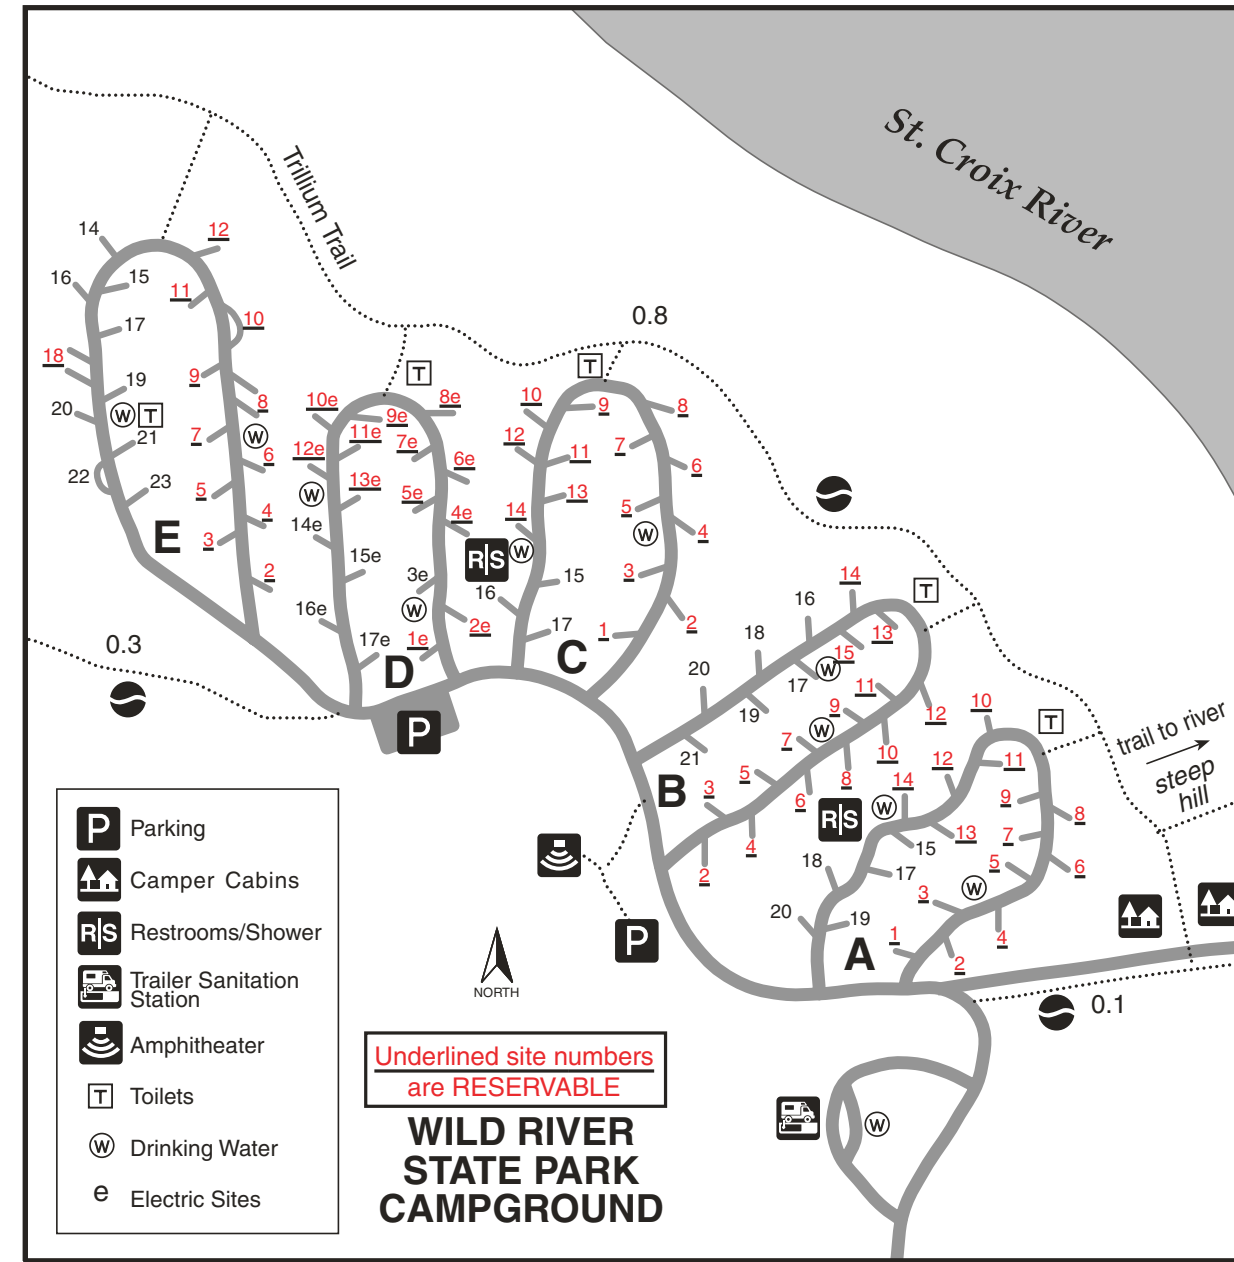 St. Croix River
Trillium Trail
0.8
0.3
0.1
trail to river
steep
hill
E
14
12
16
15
11
10
17
18
9
19
8
20
W
T
7
W
21
6
22
23
5
4
3
2
D
T
10e
9e
8e
11e
7e
12e
6e
13e
5e
W
4e
14e
15e
3e
W
16e
2e
17e
1e
P
C
T
10
9
8
12
7
11
6
13
5
14
W
4
R|S
W
15
3
16
17
1
2
B
T
14
16
13
18
15
W
20
17
11
19
9
12
W
7
10
21
5
8
3
6
4
2
R|S
A
T
10
12
11
14
W
9
8
13
7
15
5
6
18
17
W
3
20
19
1
4
2
P
W
Parking
Camper Cabins
Restrooms/Shower
Trailer Sanitation
Station
Amphitheater
Toilets
Drinking Water
Electric Sites
P
R|S
T
W
e
NORTH
Underlined site numbers
are RESERVABLE
WILD RIVER
STATE PARK
CAMPGROUND